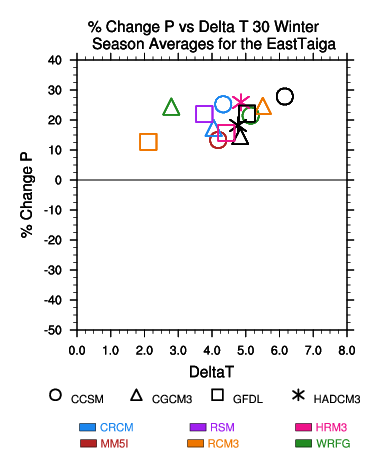 % Change P vs Delta T 30 Winter
Season Averages for the EastTaiga
% Change P
40
30
20
10
0
-10
-20
-30
-40
-50
0.0 1.0 2.0 3.0 4.0 5.0 6.0 7.0 8.0
DeltaT
CCSM CGCM3 GFDL HADCM3
CRCM RSM HRM3
MM5I RCM3 WRFG